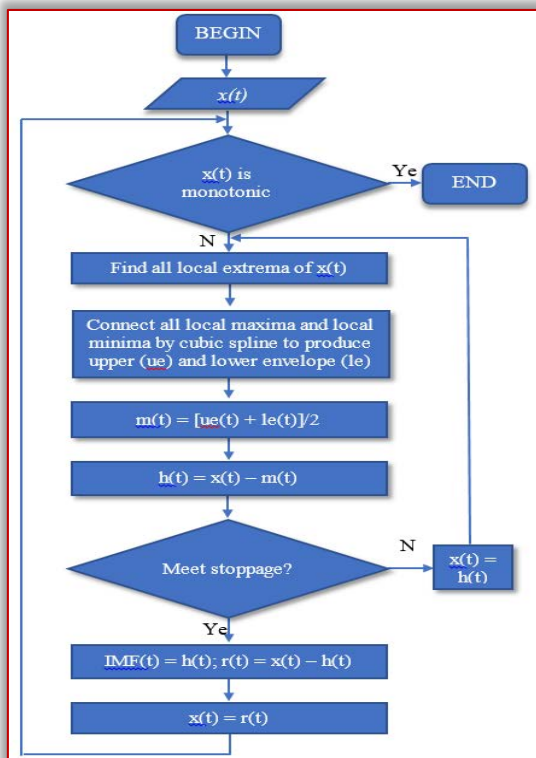 BEGIN
x(t)
x(t) is
monotonic
Ye
END
N
Find all local extrema of x(t)
Connect all local maxima and local
minima by cubic spline to produce
upper (ue) and lower envelope (le)
m(t) = [ue(t) + le(t)]/2
h(t) = x(t) – m(t)
Meet stoppage?
N
x(t) =
h(t)
Ye
IMF(t) = h(t); r(t) = x(t) – h(t)
x(t) = r(t)